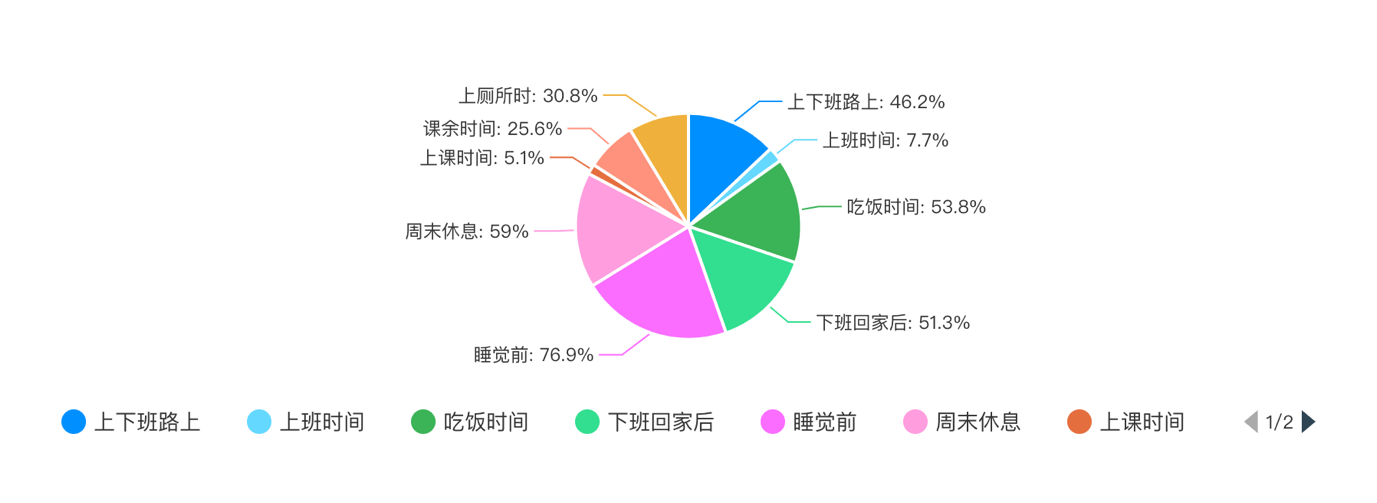 上厕所时: 30.8%
上下班路上: 46.2%
课余时间: 25.6%
上班时间: 7.7%
上课时间: 5.1%
吃饭时间: 53.8%
周末休息: 59%
下班回家后: 51.3%
睡觉前: 76.9%
上下班路上 上班时间 吃饭时间 下班回家后 睡觉前 周末休息 上课时间 1/2